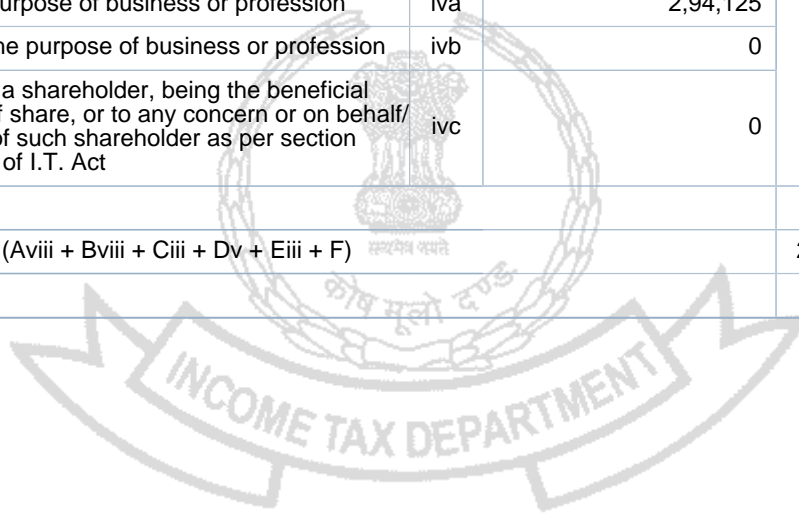 urpose of business or profession iva 2,94,125
he purpose of business or profession ivb 0
a shareholder, being the beneficial
f share, or to any concern or on behalf/
of such shareholder as per section
of I.T. Act
ivc 0
(Aviii + Bviii + Ciii + Dv + Eiii + F) 2
सत्यमेव जयते
कोष मूलो दण्ड
INCOME TAX DEPARTMENT